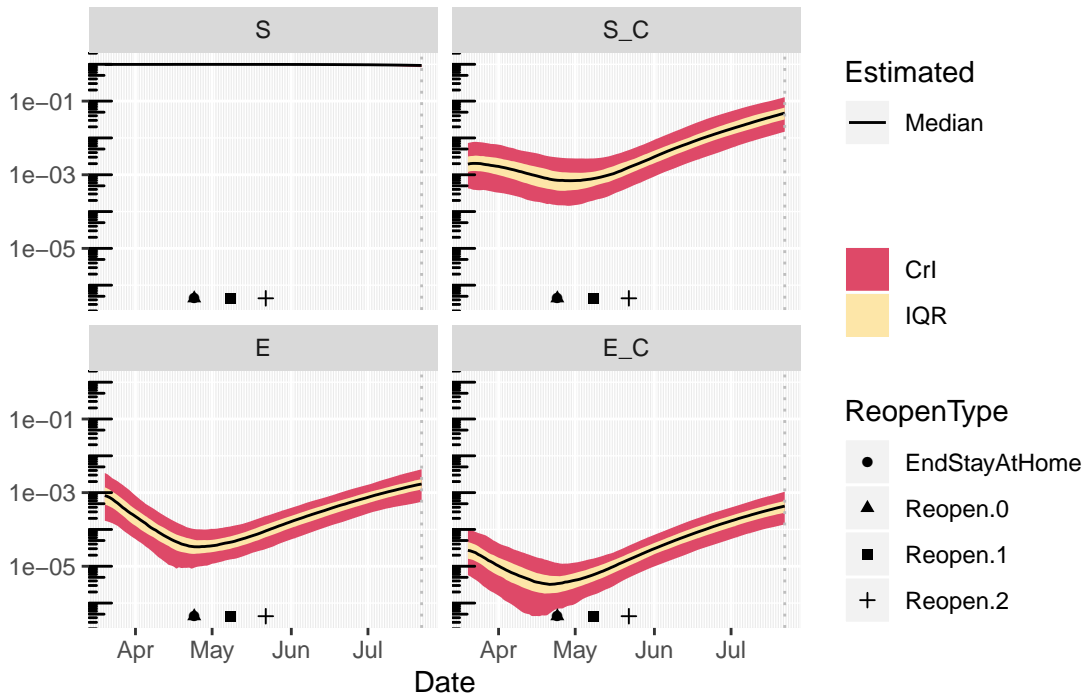 S
S_C
1e−01
1e−03
1e−05
E
E_C
1e−01
1e−03
1e−05
Apr
May
Jun
Jul
Apr
May
Jun
Jul
Date
Estimated
Median
CrI
IQR
ReopenType
EndStayAtHome
Reopen.0
Reopen.1
Reopen.2